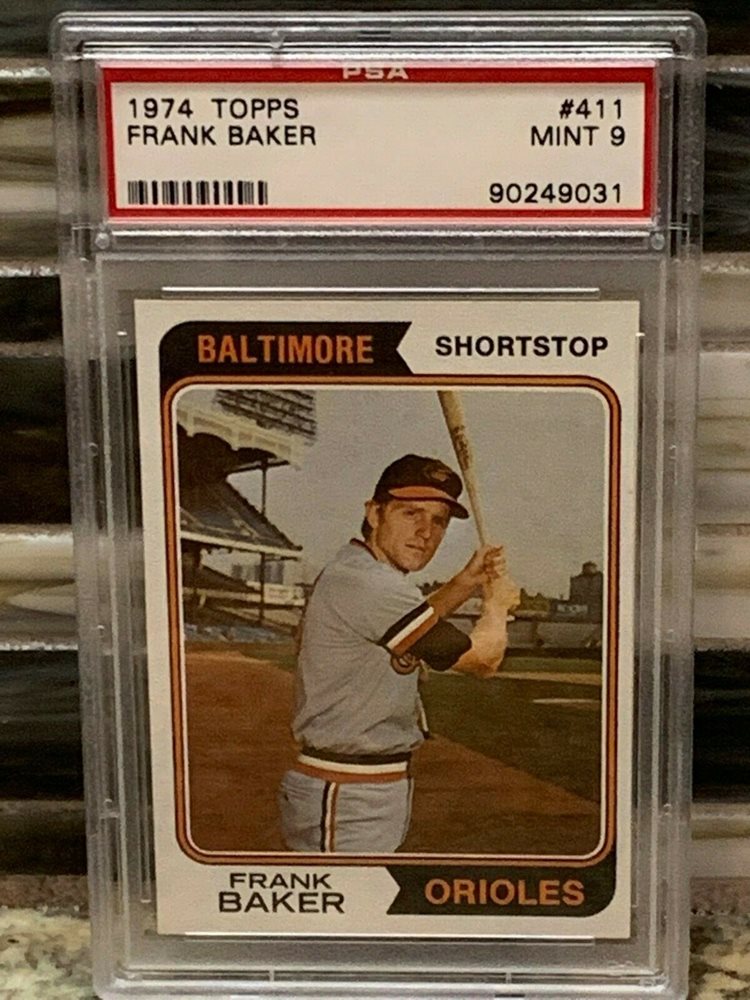 PSA
1974 TOPPS #411
FRANK BAKER MINT 9
90249031
BALTIMORE SHORTSTOP
FRANK
BAKER ORIOLES